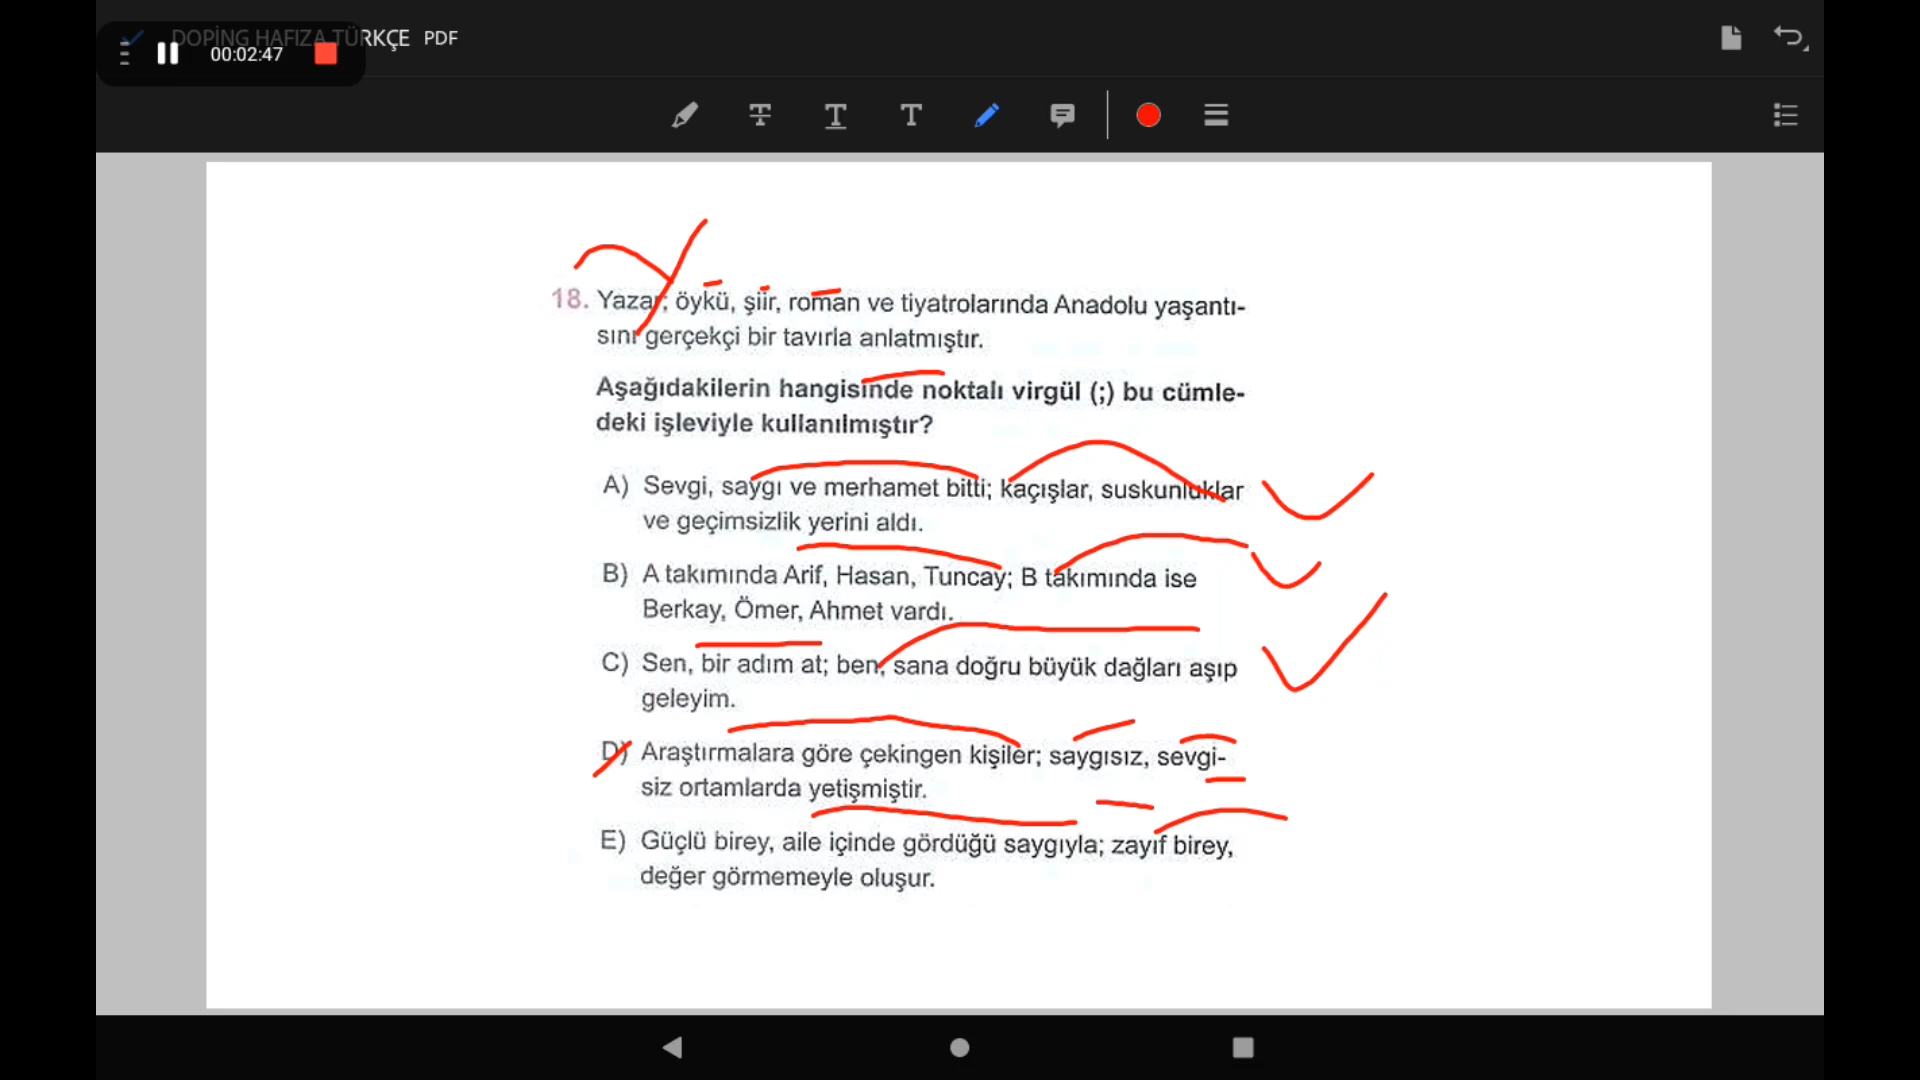 DOPİNG HAFIZA TÜRKÇE PDF
00:02:47
18. Yazar; öykü, şiir, roman ve tiyatrolarında Anadolu yaşantı-
sını gerçekçi bir tavırla anlatmıştır.
Aşağıdakilerin hangisinde noktalı virgül (;) bu cümle-
deki işleviyle kullanılmıştır?
A) Sevgi, saygı ve merhamet bitti; kaçışlar, suskunluklar
ve geçimsizlik yerini aldı.
B) A takımında Arif, Hasan, Tuncay; B takımında ise
Berkay, Ömer, Ahmet vardı.
C) Sen, bir adım at; ben, sana doğru büyük dağları aşıp
geleyim.
D) Araştırmalara göre çekingen kişiler; saygısız, sevgi-
siz ortamlarda yetişmiştir.
E) Güçlü birey, aile içinde gördüğü saygıyla; zayıf birey,
değer görmemeyle oluşur.